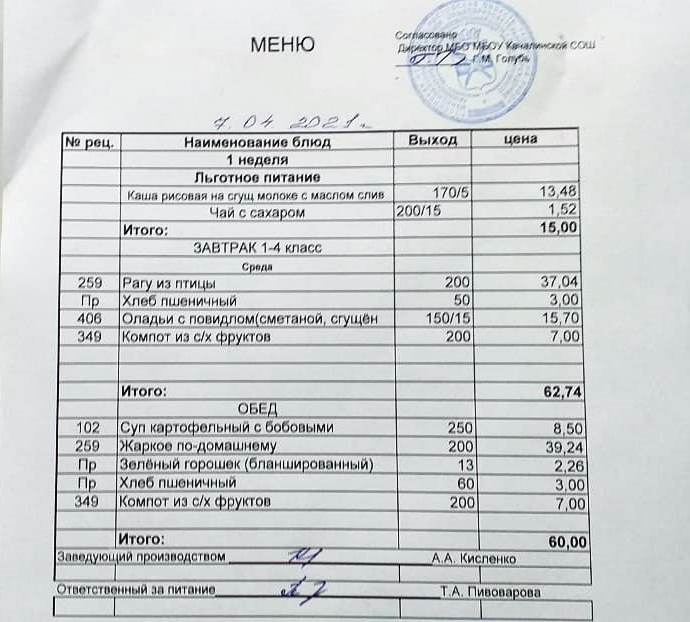 МЕНЮ
Согласовано
Директор МБО МБОУ Качалинской СОШ
Г.М. Голубь
7. 04. 2021 г
№ рец. Наименование блюд Выход цена
1 неделя
Льготное питание
Каша рисовая на сгущ молоке с маслом слив 170/5 13,48
Чай с сахаром 200/15 1,52
Итого: 15,00
ЗАВТРАК 1-4 класс
Среда
259 Рагу из птицы 200 37,04
Пр Хлеб пшеничный 50 3,00
406 Оладьи с повидлом(сметаной, сгущён 150/15 15,70
349 Компот из с/х фруктов 200 7,00
Итого: 62,74
ОБЕД
102 Суп картофельный с бобовыми 250 8,50
259 Жаркое по-домашнему 200 39,24
Пр Зелёный горошек (бланшированный) 13 2,26
Пр Хлеб пшеничный 60 3,00
349 Компот из с/х фруктов 200 7,00
Итого: 60,00
Заведующий производством А.А. Кисленко
Ответственный за питание Т.А. Пивоварова